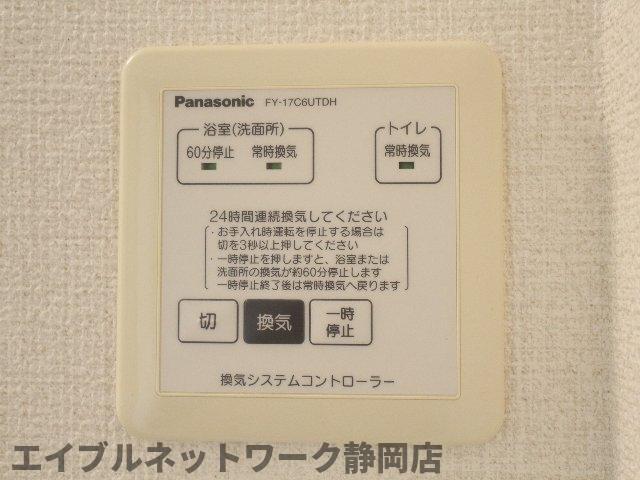 Panasonic FY-17C6UTDH
浴室(洗面所)
60分停止 常時換気
トイレ
常時換気
24時間連続換気してください
・お手入れ時運転を停止する場合は
切を3秒以上押してください
・一時停止を押しますと、浴室または
洗面所の換気が約60分停止します
一時停止終了後は常時換気へ戻ります
切
換気
一時
停止
換気システムコントローラー
エイブルネットワーク静岡店